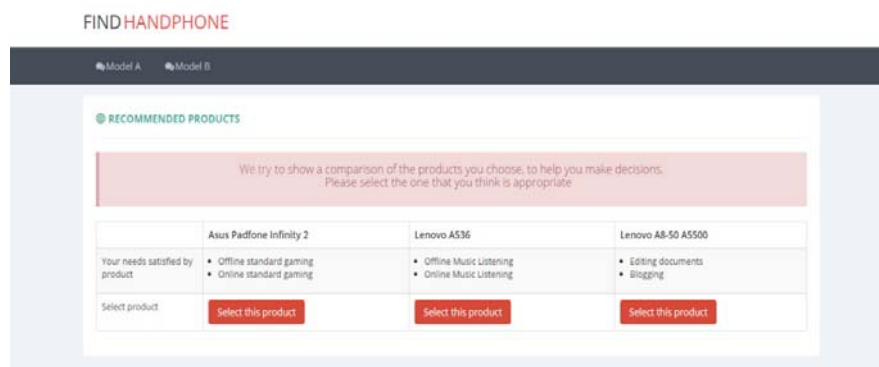 FIND HANDPHONE
Model A Model B
RECOMMENDED PRODUCTS
We try to show a comparison of the products you choose, to help you make decisions.
Please select the one that you think is appropriate
Asus Padfone Infinity 2 Lenovo A536 Lenovo A8-50 A5500
Your needs satisfied by product • Offline standard gaming • Online standard gaming • Offline Music Listening • Online Music Listening • Editing documents • Blogging
Select product Select this product Select this product Select this product